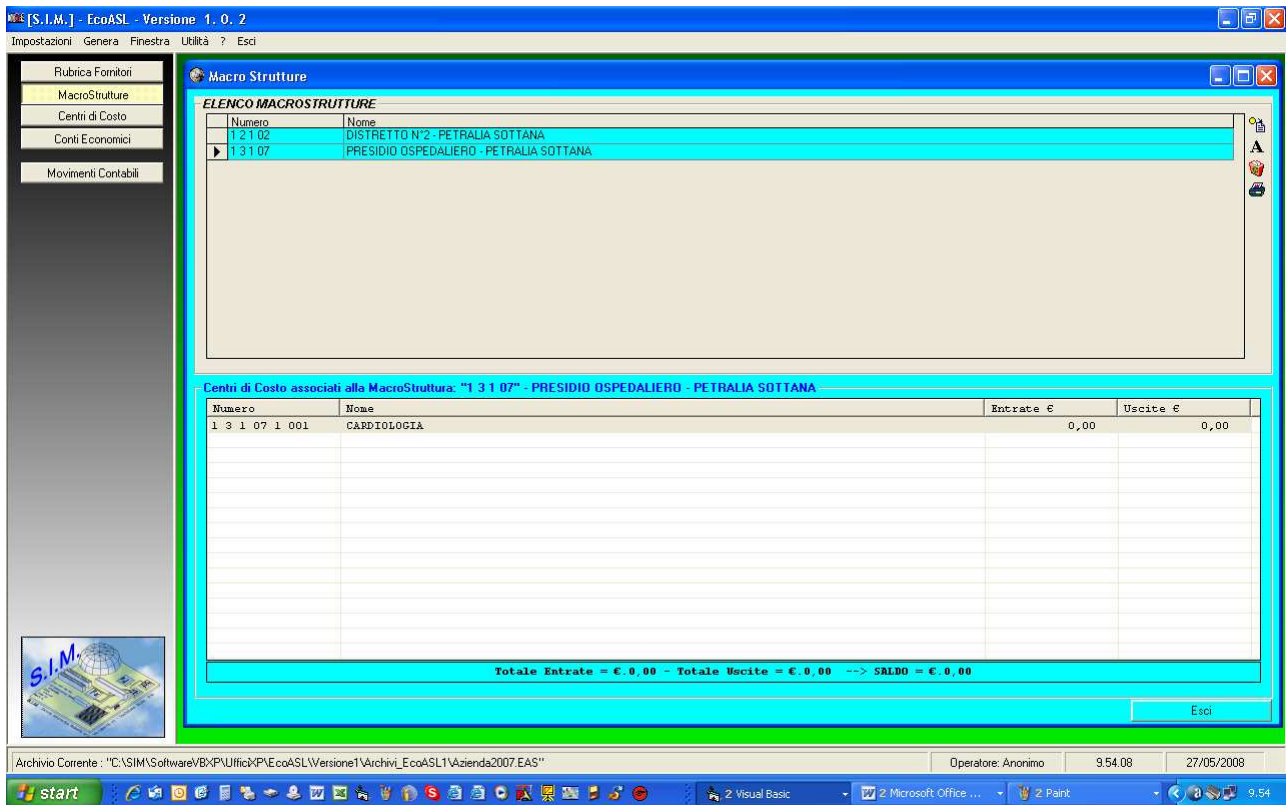 [S.I.M.] - EcoASL - Versione 1. 0. 2
Impostazioni Genera Finestra Utilità ? Esci
Rubrica Fornitori
MacroStrutture
Centri di Costo
Conti Economici
Movimenti Contabili
Macro Strutture
ELENCO MACROSTRUTTURE
Numero Nome
1 2 1 02 DISTRETTO N°2 - PETRALIA SOTTANA
1 3 1 07 PRESIDIO OSPEDALIERO - PETRALIA SOTTANA
A
Centri di Costo associati alla MacroStruttura: "1 3 1 07" - PRESIDIO OSPEDALIERO - PETRALIA SOTTANA
Numero Nome Entrate € Uscite €
1 3 1 07 1 001 CARDIOLOGIA 0,00 0,00
Totale Entrate = €.0,00 - Totale Uscite = €.0,00 --> SALDO = €.0,00
Esci
S.I.M.
Archivio Corrente : "C:\SIM\SoftwareVBXP\UfficiXP\EcoASL\Versione1\Archivi_EcoASL1\Azienda2007.EAS" Operatore: Anonimo 9.54.08 27/05/2008
start 2 Visual Basic 2 Microsoft Office ... 2 Paint 9.54